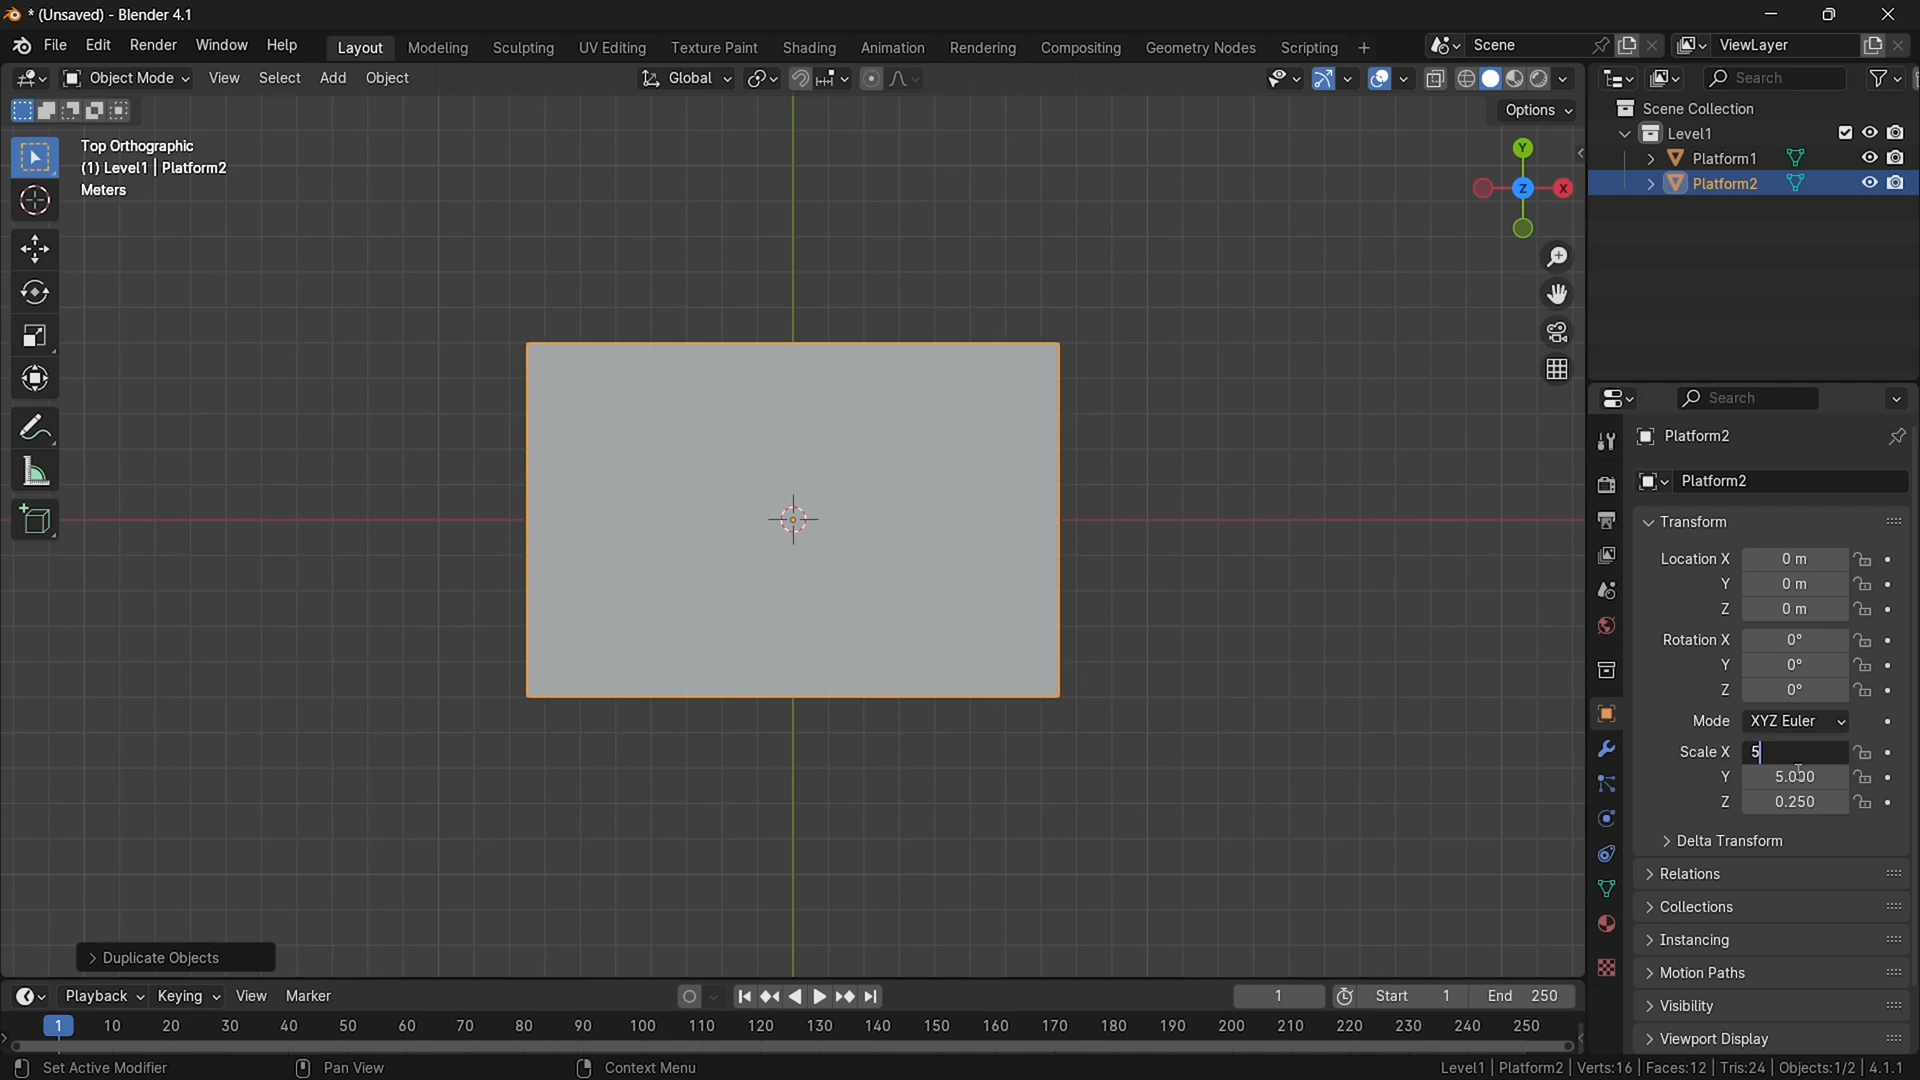 * (Unsaved) - Blender 4.1
File Edit Render Window Help
Layout Modeling Sculpting UV Editing Texture Paint Shading Animation Rendering Compositing Geometry Nodes Scripting +
Scene
ViewLayer
Object Mode View Select Add Object
Global
Search
Options
Top Orthographic
(1) Level1 | Platform2
Meters
Y
Z
X
Scene Collection
Level1
Platform1
Platform2
Search
Platform2
Platform2
Transform
Location X 0 m
Y 0 m
Z 0 m
Rotation X 0°
Y 0°
Z 0°
Mode XYZ Euler
Scale X 5
Y 5.000
Z 0.250
Delta Transform
Relations
Collections
Instancing
Motion Paths
Visibility
Viewport Display
Duplicate Objects
Playback Keying View Marker
1
Start 1 End 250
1 10 20 30 40 50 60 70 80 90 100 110 120 130 140 150 160 170 180 190 200 210 220 230 240 250
Set Active Modifier Pan View Context Menu
Level1 | Platform2 | Verts:16 | Faces:12 | Tris:24 | Objects:1/2 | 4.1.1